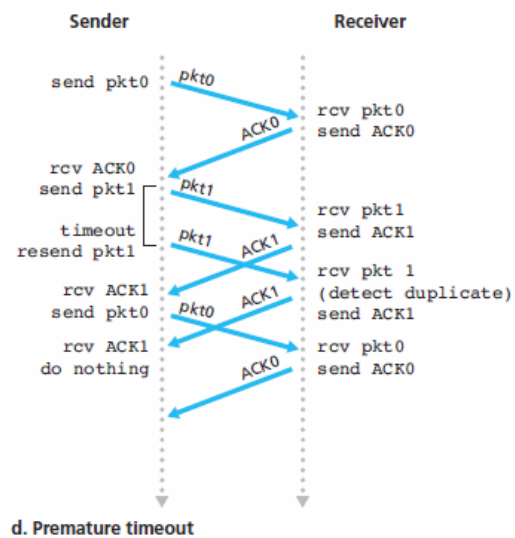 Sender Receiver
send pkt0 pkt0
rcv pkt0
ACK0 send ACK0
rcv ACK0
send pkt1 pkt1
rcv pkt1
timeout send ACK1
resend pkt1 pkt1 ACK1
rcv pkt 1
rcv ACK1 ACK1 (detect duplicate)
send pkt0 pkt0 send ACK1
rcv ACK1 rcv pkt0
do nothing ACK0 send ACK0
d. Premature timeout